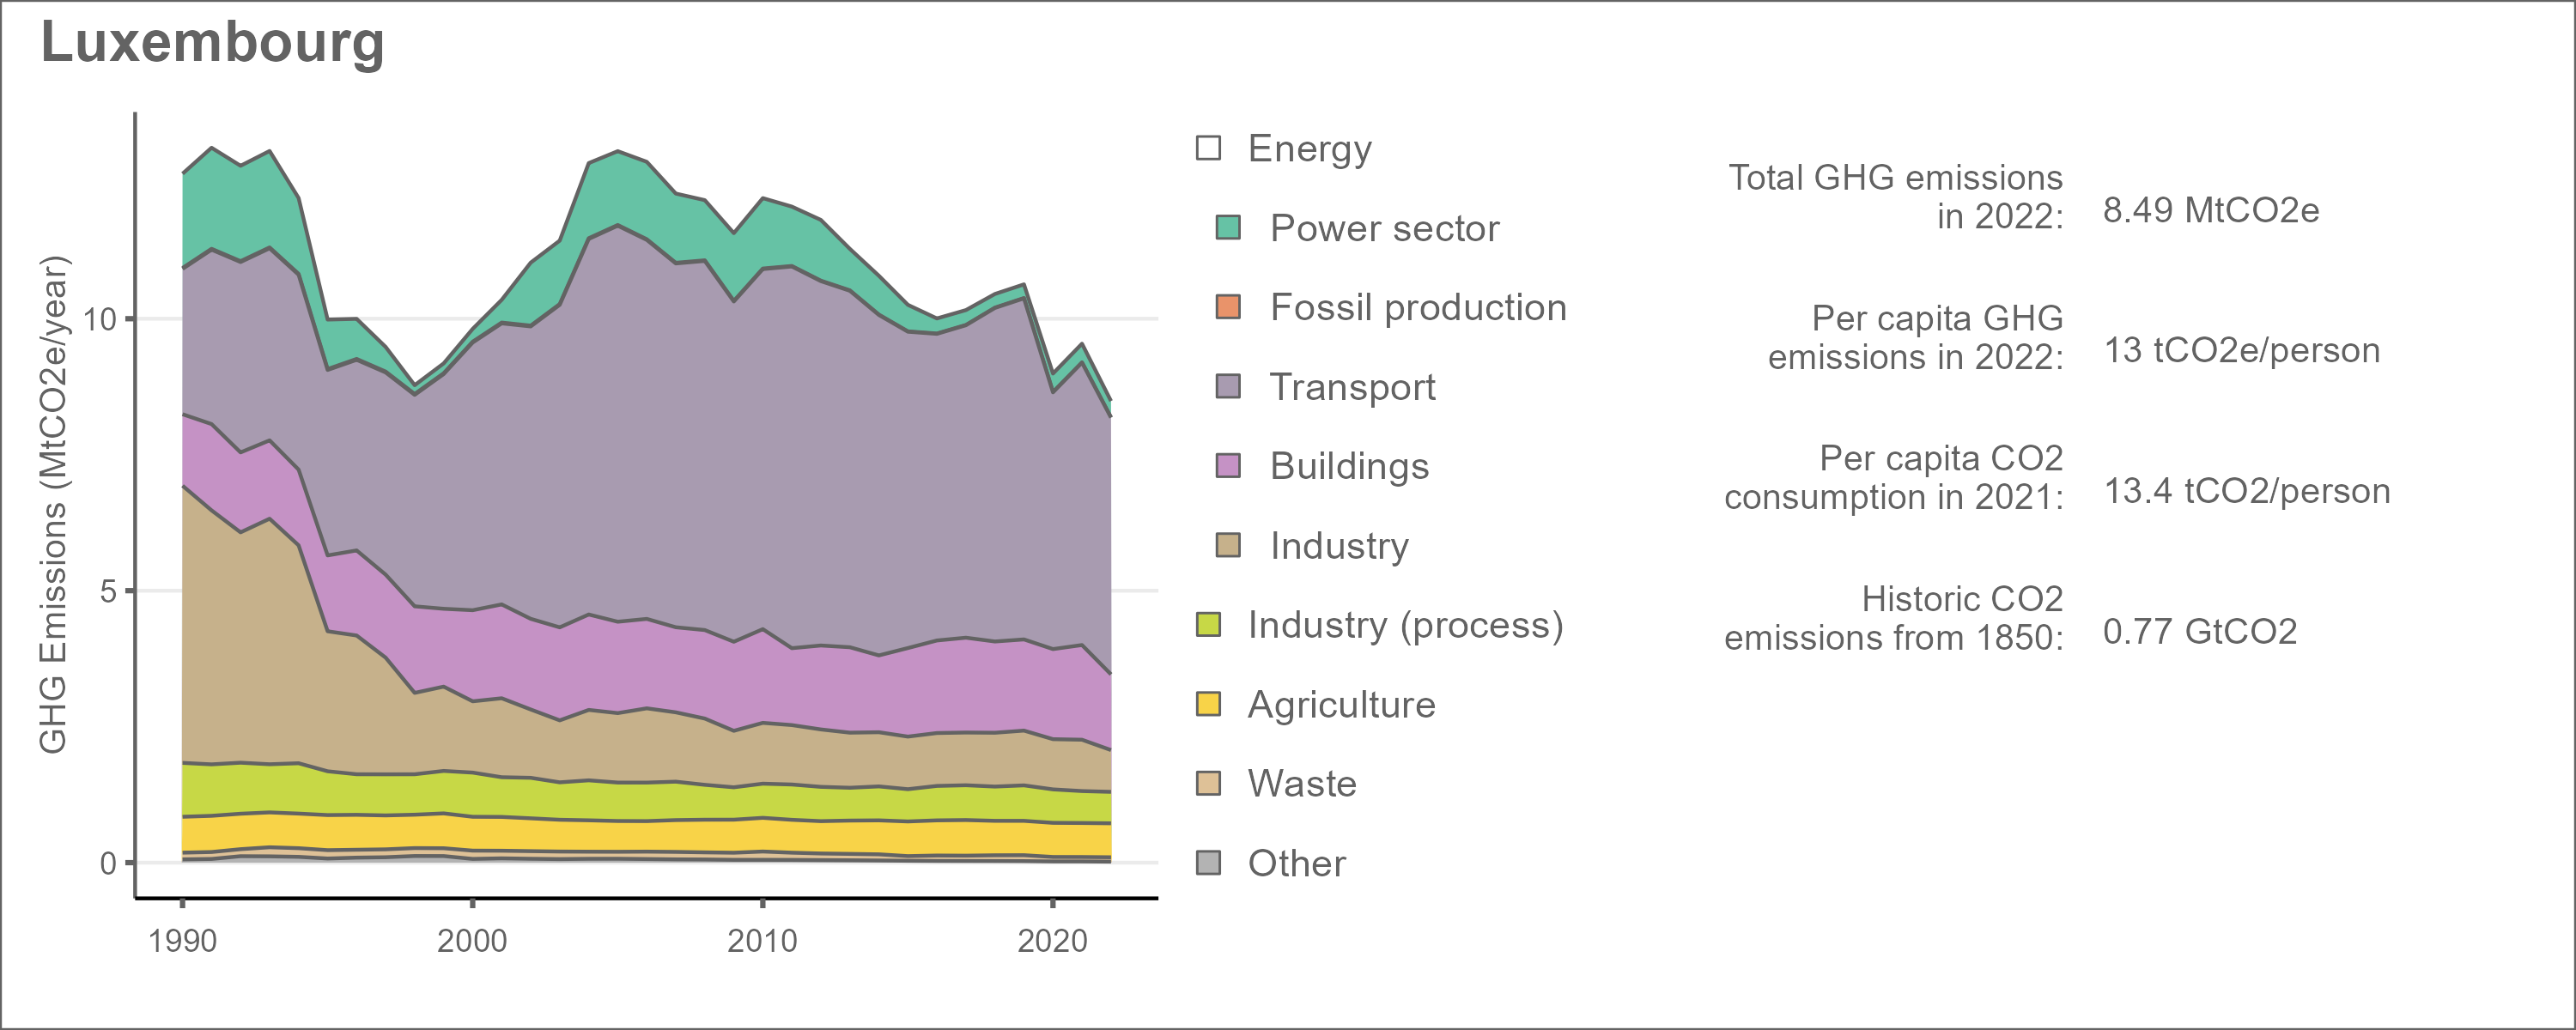 Luxembourg
GHG Emissions (MtCO2e/year)
10
5
0
1990
2000
2010
2020
Energy
Power sector
Fossil production
Transport
Buildings
Industry
Industry (process)
Agriculture
Waste
Other
Total GHG emissions
in 2022:
8.49 MtCO2e
Per capita GHG
emissions in 2022:
13 tCO2e/person
Per capita CO2
consumption in 2021:
13.4 tCO2/person
Historic CO2
emissions from 1850:
0.77 GtCO2